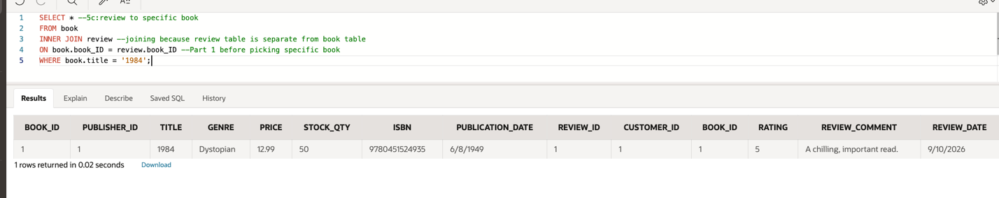 1 SELECT * --5c:review to specific book
2 FROM book
3 INNER JOIN review --joining because review table is separate from book table
4 ON book.book_ID = review.book_ID --Part 1 before picking specific book
5 WHERE book.title = '1984';
Results Explain Describe Saved SQL History
BOOK_ID PUBLISHER_ID TITLE GENRE PRICE STOCK_QTY ISBN PUBLICATION_DATE REVIEW_ID CUSTOMER_ID BOOK_ID RATING REVIEW_COMMENT REVIEW_DATE
1 1 1984 Dystopian 12.99 50 9780451524935 6/8/1949 1 1 1 5 A chilling, important read. 9/10/2026
1 rows returned in 0.02 seconds Download